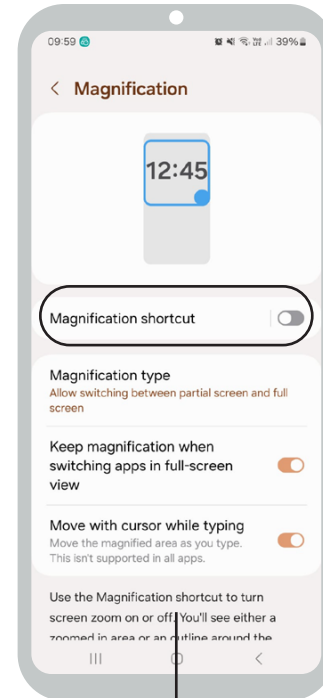 09:59
39%
Magnification
12:45
Magnification shortcut
Magnification type
Allow switching between partial screen and full
screen
Keep magnification when
switching apps in full-screen
view
Move with cursor while typing
Move the magnified area as you type.
This isn't supported in all apps.
Use the Magnification shortcut to turn
screen zoom on or off. You'll see either a
zoomed in area or an outline around the